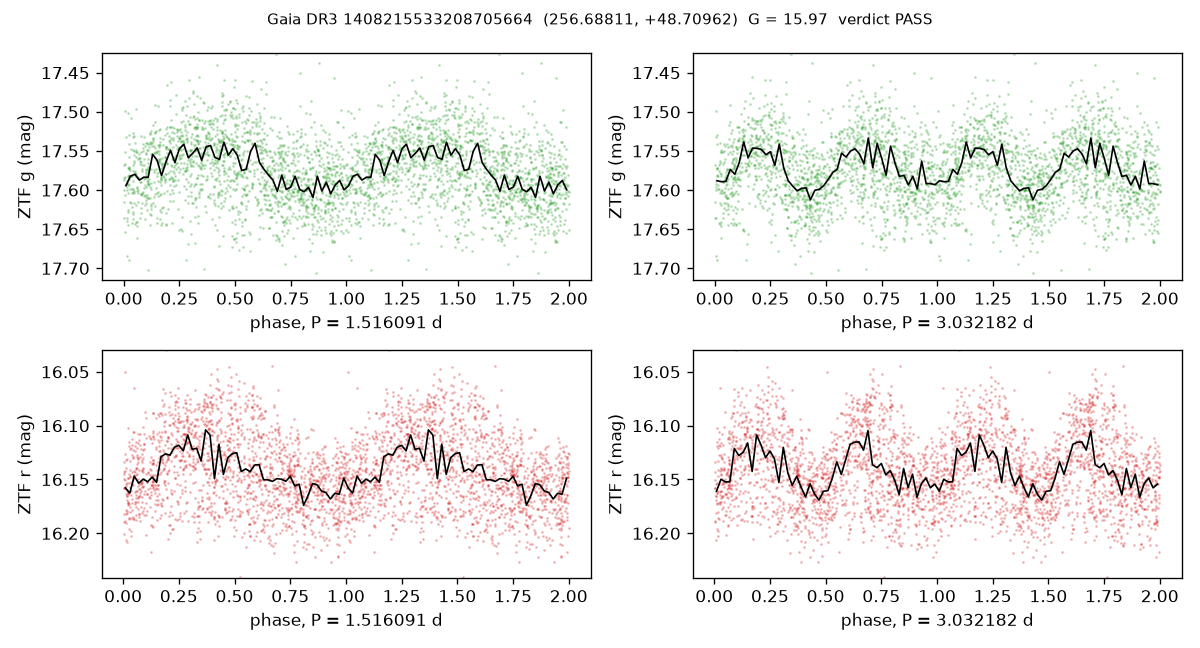 Gaia DR3 1408215533208705664  (256.68811, +48.70962)  G = 15.97  verdict PASS
ZTF g (mag)
17.45
17.50
17.55
17.60
17.65
17.70
0.00 0.25 0.50 0.75 1.00 1.25 1.50 1.75 2.00
phase, P = 1.516091 d
ZTF g (mag)
17.45
17.50
17.55
17.60
17.65
17.70
0.00 0.25 0.50 0.75 1.00 1.25 1.50 1.75 2.00
phase, P = 3.032182 d
ZTF r (mag)
16.05
16.10
16.15
16.20
0.00 0.25 0.50 0.75 1.00 1.25 1.50 1.75 2.00
phase, P = 1.516091 d
ZTF r (mag)
16.05
16.10
16.15
16.20
0.00 0.25 0.50 0.75 1.00 1.25 1.50 1.75 2.00
phase, P = 3.032182 d